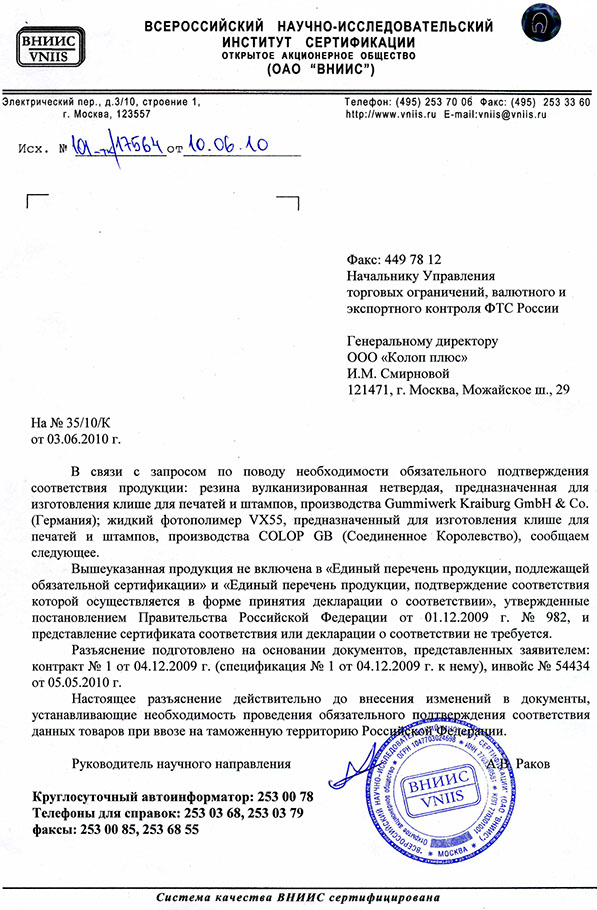 ВНИИС
VNIIS
ВСЕРОССИЙСКИЙ НАУЧНО-ИССЛЕДОВАТЕЛЬСКИЙ
ИНСТИТУТ СЕРТИФИКАЦИИ
ОТКРЫТОЕ АКЦИОНЕРНОЕ ОБЩЕСТВО
(ОАО “ВНИИС”)
Электрический пер., д.3/10, строение 1,
г. Москва, 123557
Телефон: (495) 253 70 06 Факс: (495) 253 33 60
http://www.vniis.ru E-mail:vniis@vniis.ru
Исх. № 101-тк/17564 от 10.06.10
Факс: 449 78 12
Начальнику Управления
торговых ограничений, валютного и
экспортного контроля ФТС России
Генеральному директору
ООО «Колоп плюс»
И.М. Смирновой
121471, г. Москва, Можайское ш., 29
На № 35/10/К
от 03.06.2010 г.
В связи с запросом по поводу необходимости обязательного подтверждения
соответствия продукции: резина вулканизированная нетвердая, предназначенная для
изготовления клише для печатей и штампов, производства Gummiwerk Kraiburg GmbH & Co.
(Германия); жидкий фотополимер VX55, предназначенный для изготовления клише для
печатей и штампов, производства COLOP GB (Соединенное Королевство), сообщаем
следующее.
Вышеуказанная продукция не включена в «Единый перечень продукции, подлежащей
обязательной сертификации» и «Единый перечень продукции, подтверждение соответствия
которой осуществляется в форме принятия декларации о соответствии», утвержденные
постановлением Правительства Российской Федерации от 01.12.2009 г. № 982, и
представление сертификата соответствия или декларации о соответствии не требуется.
Разъяснение подготовлено на основании документов, представленных заявителем:
контракт № 1 от 04.12.2009 г. (спецификация № 1 от 04.12.2009 г. к нему), инвойс № 54434
от 05.05.2010 г.
Настоящее разъяснение действительно до внесения изменений в документы,
устанавливающие необходимость проведения обязательного подтверждения соответствия
данных товаров при ввозе на таможенную территорию Российской Федерации.
Руководитель научного направления А.В. Раков
ВНИИС
VNIIS
МОСКВА
Круглосуточный автоинформатор: 253 00 78
Телефоны для справок: 253 03 68, 253 03 79
факсы: 253 00 85, 253 68 55
Система качества ВНИИС сертифицирована